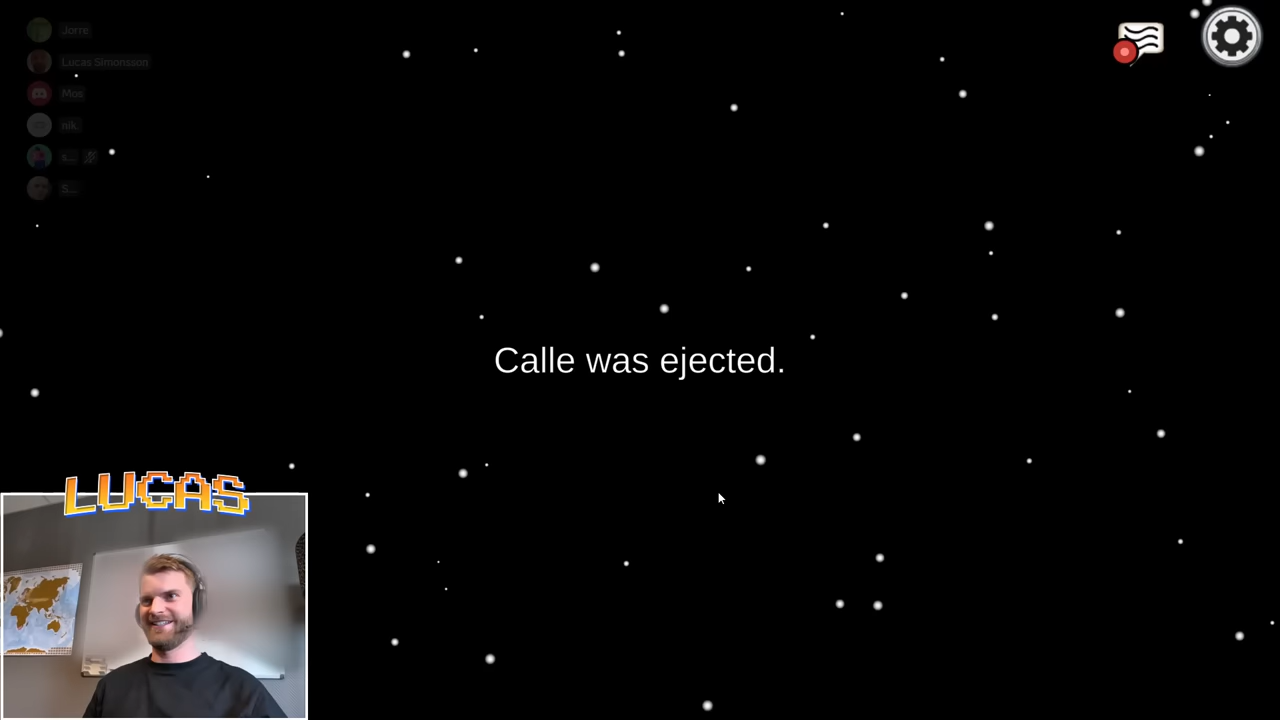 Jorre
Lucas Simonsson
Mos
nik.
s...
S...
Calle was ejected.
LUCAS